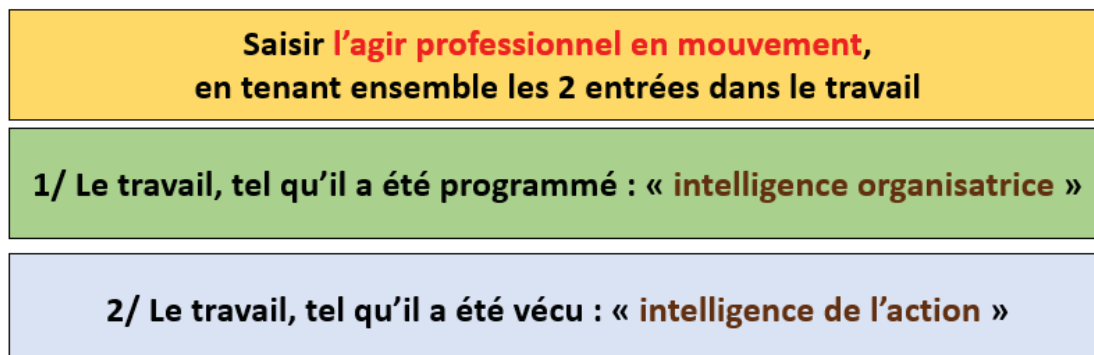 Saisir l’agir professionnel en mouvement,
en tenant ensemble les 2 entrées dans le travail
1/ Le travail, tel qu’il a été programmé : « intelligence organisatrice »
2/ Le travail, tel qu’il a été vécu : « intelligence de l’action »